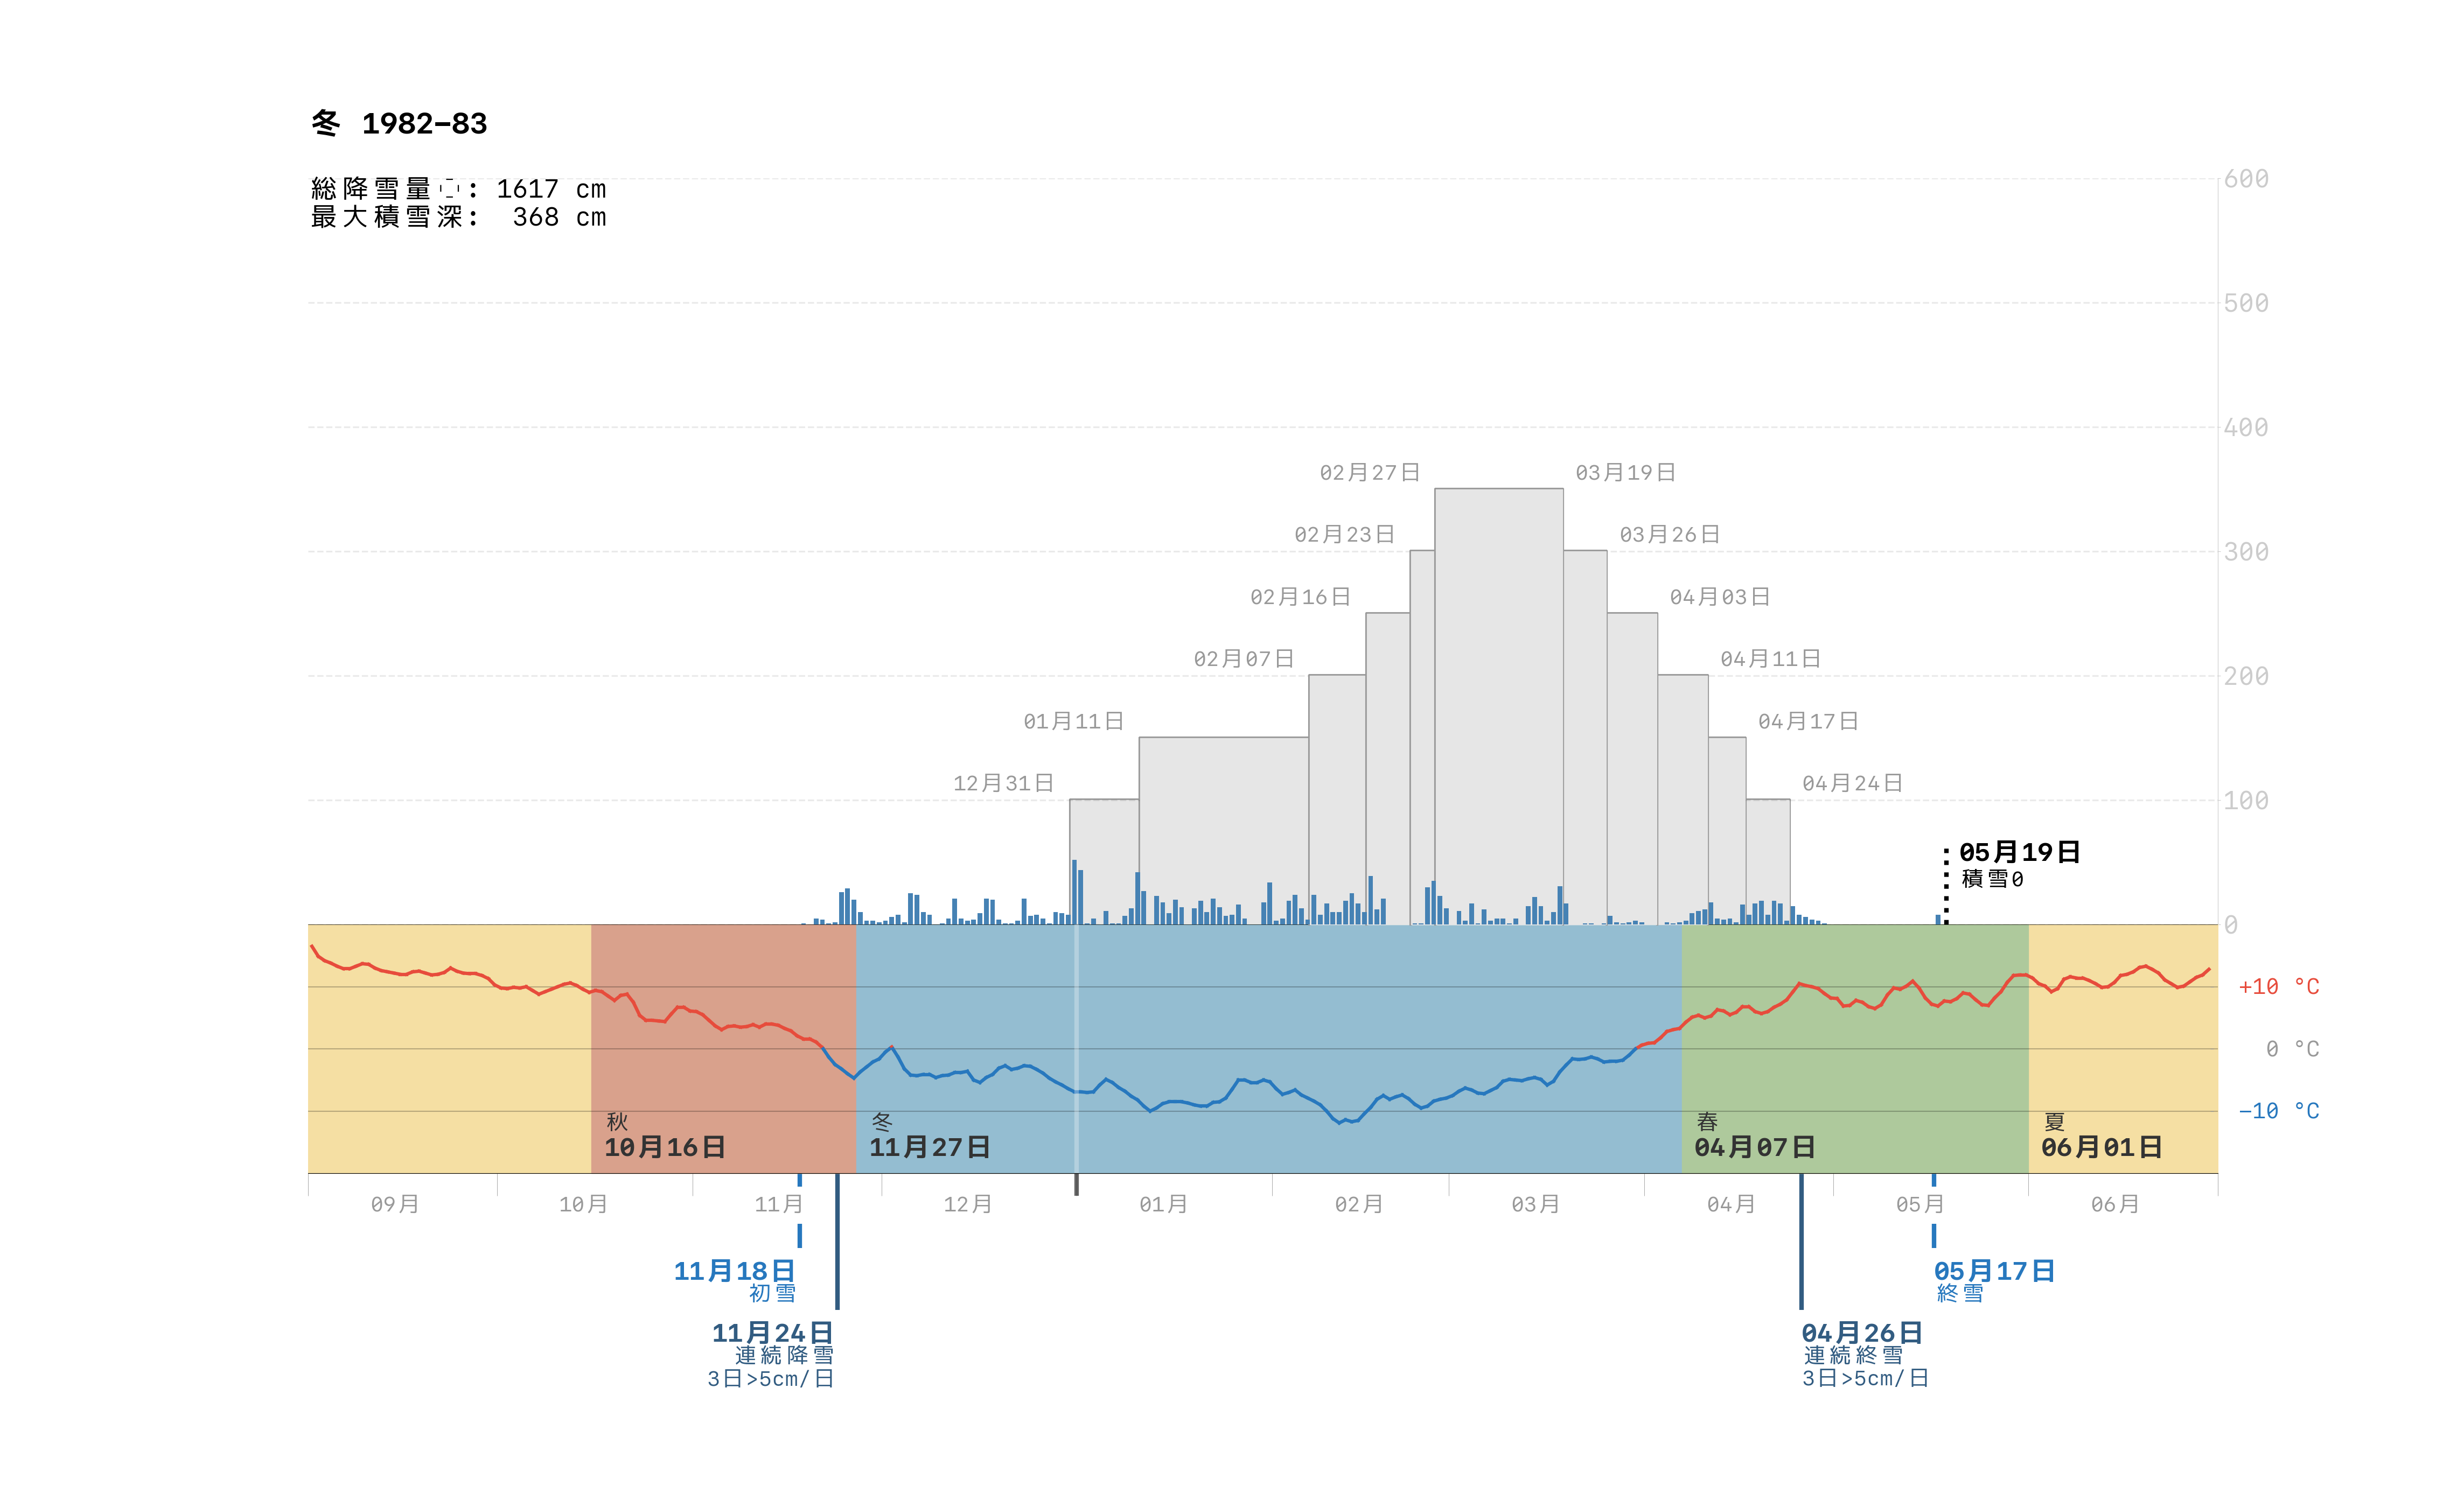 冬 1982–83
総降雪量 : 1617 cm
最大積雪深: 368 cm
600
500
400
300
200
100
0
02月27日
03月19日
02月23日
03月26日
02月16日
04月03日
02月07日
04月11日
01月11日
04月17日
12月31日
04月24日
05月19日
積雪0
+10 °C
0 °C
−10 °C
秋
10月16日
冬
11月27日
春
04月07日
夏
06月01日
09月
10月
11月
12月
01月
02月
03月
04月
05月
06月
11月18日
初雪
05月17日
終雪
11月24日
連続降雪
3日>5cm/日
04月26日
連続終雪
3日>5cm/日